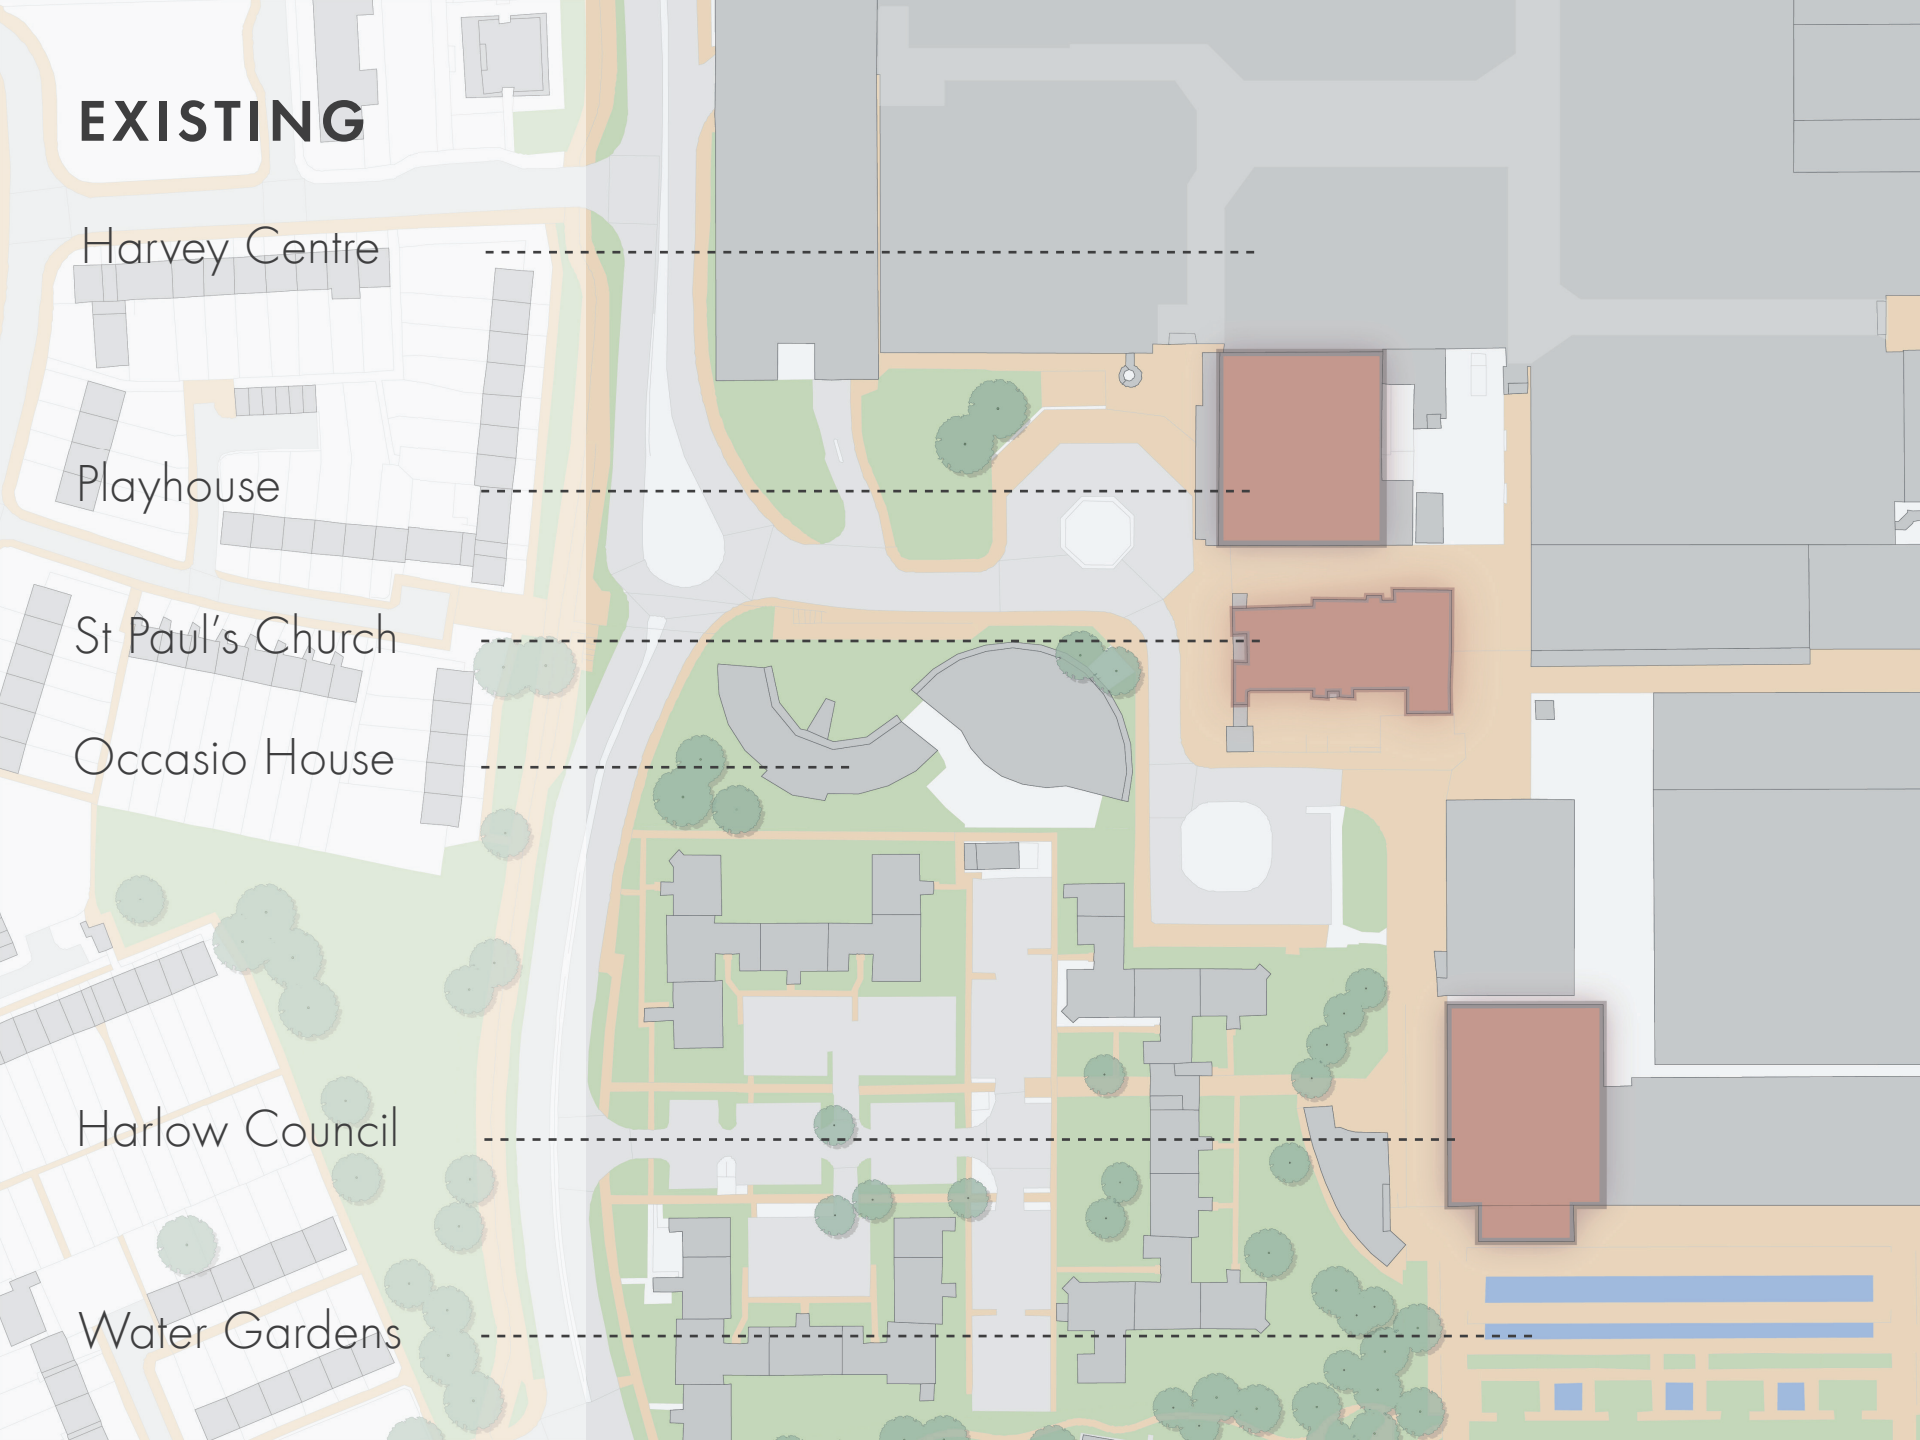 EXISTING
Harvey Centre
Playhouse
St Paul's Church
Occasio House
Harlow Council
Water Gardens